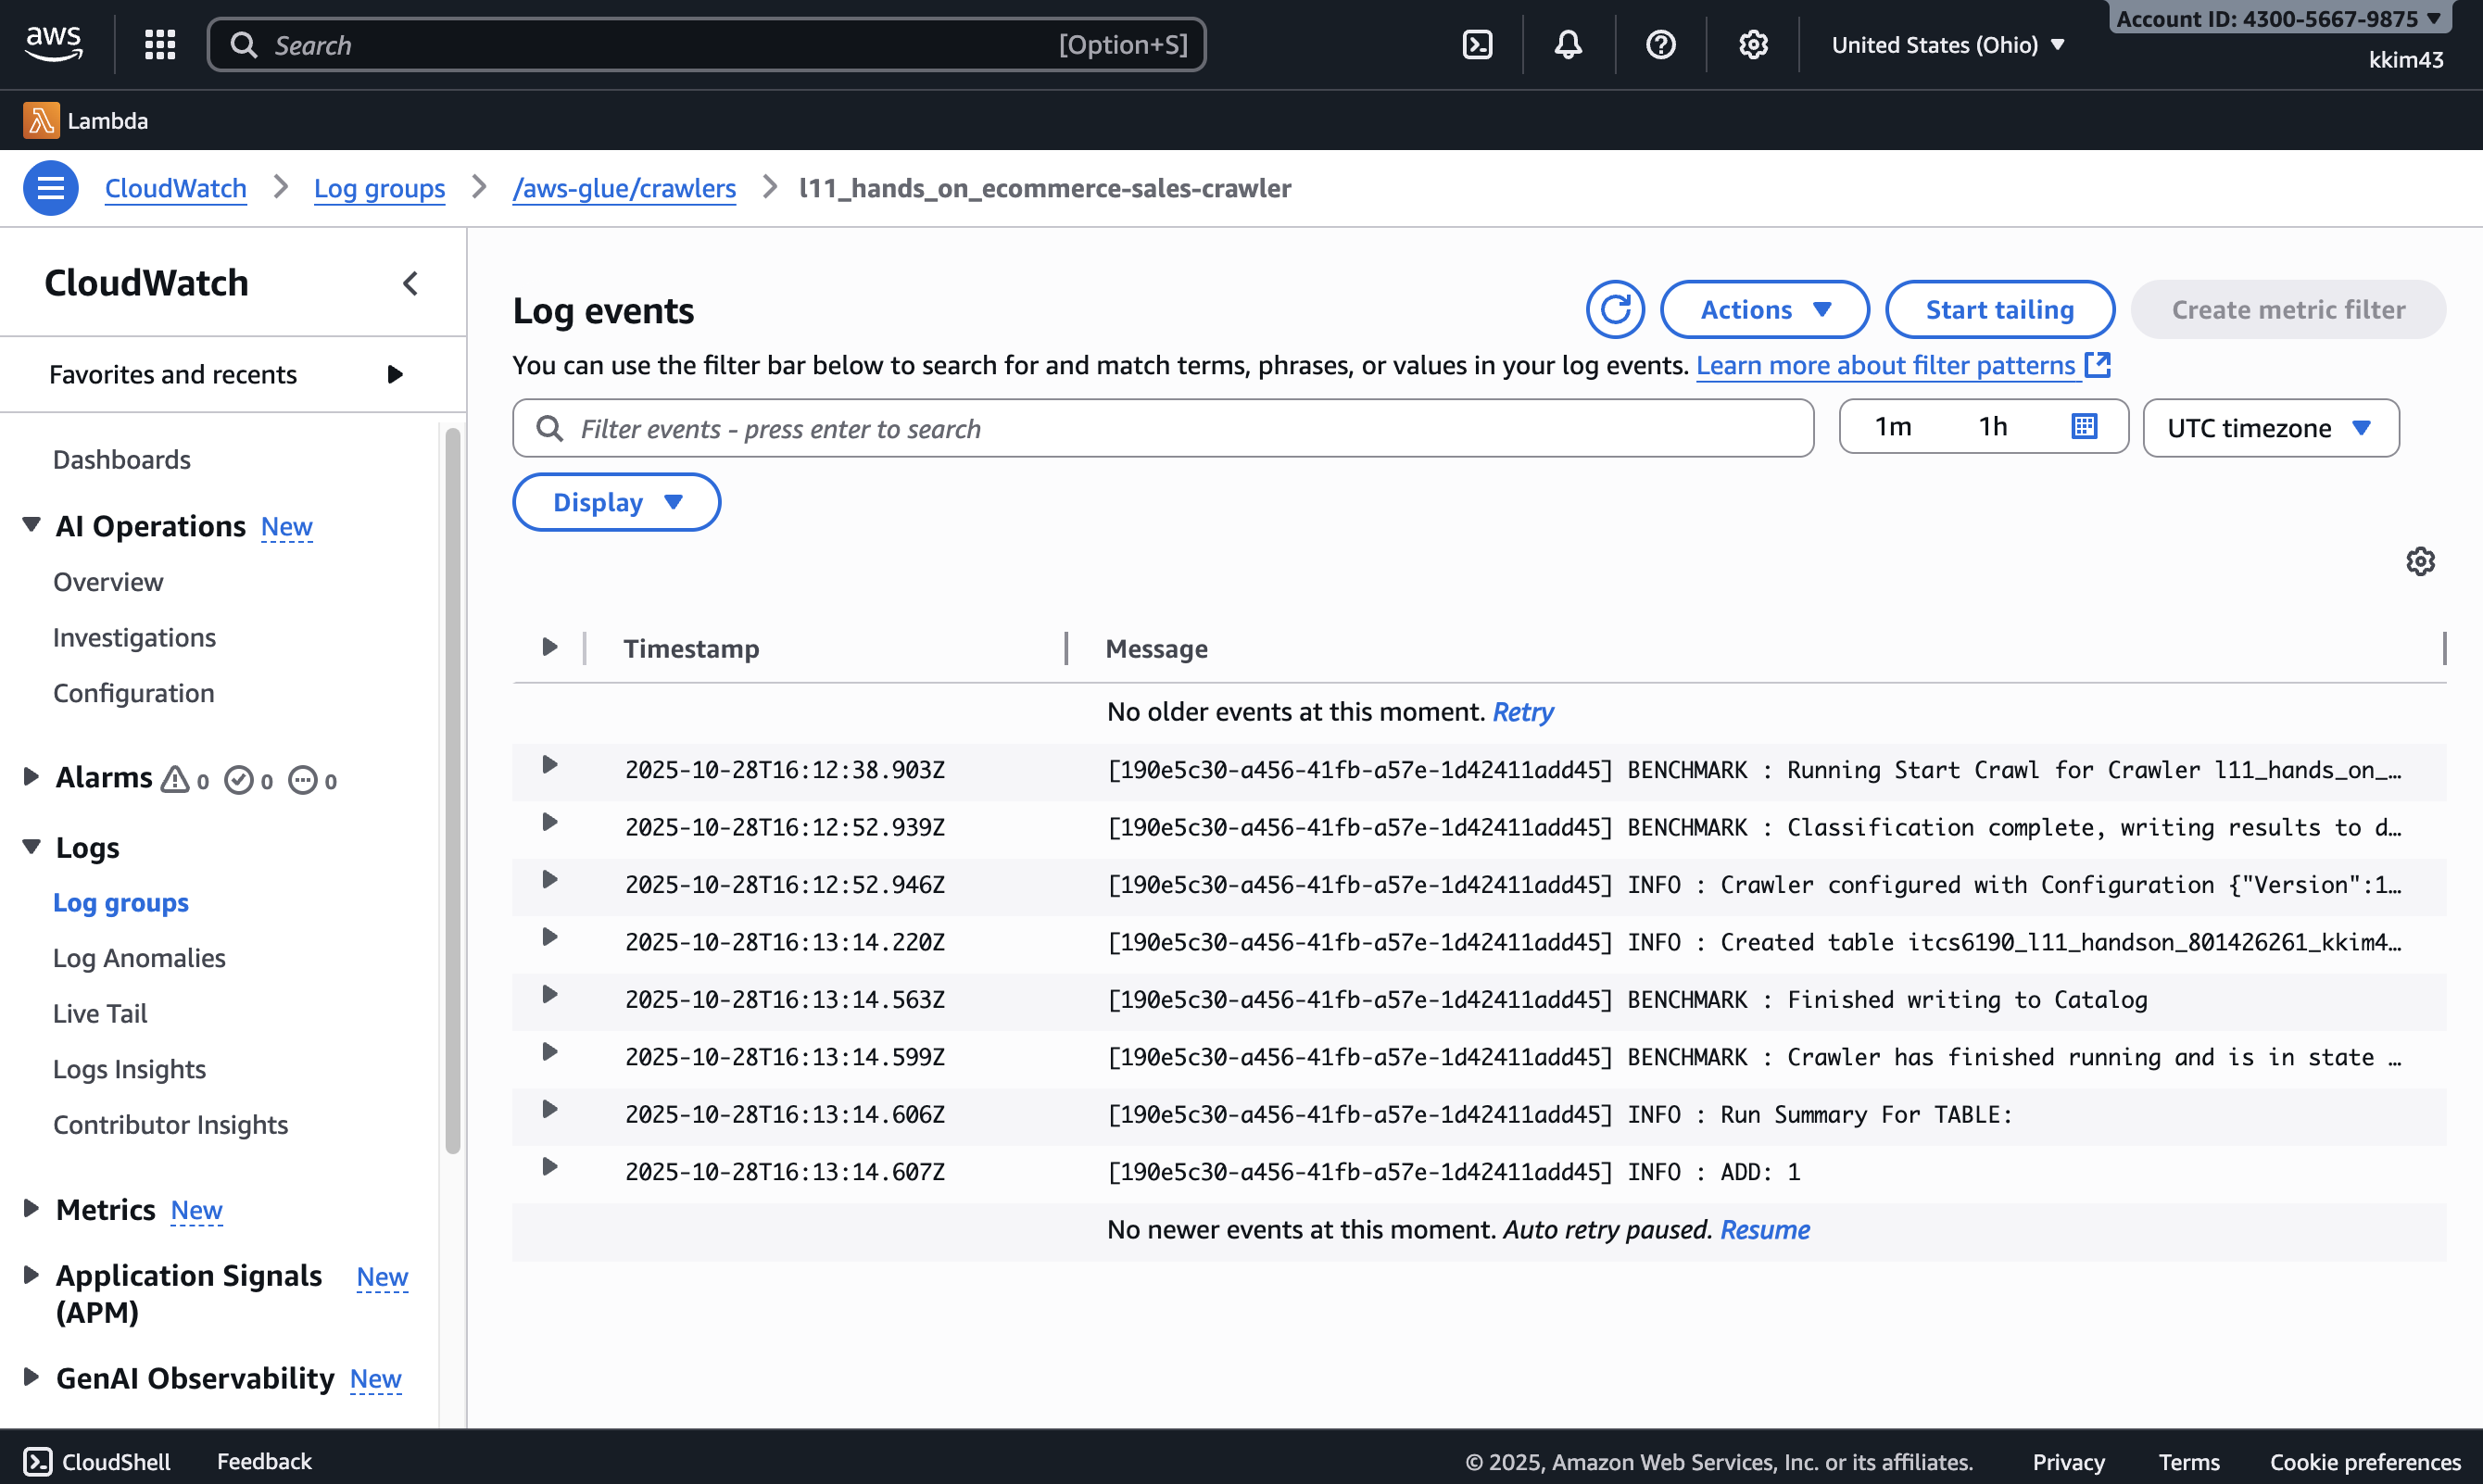 aws
Search [Option+S]
United States (Ohio)
Account ID: 4300-5667-9875
kkim43
Lambda
CloudWatch
Log groups
/aws-glue/crawlers
l11_hands_on_ecommerce-sales-crawler
CloudWatch
Favorites and recents
Dashboards
AI Operations New
Overview
Investigations
Configuration
Alarms 0 0 0
Logs
Log groups
Log Anomalies
Live Tail
Logs Insights
Contributor Insights
Metrics New
Application Signals New
(APM)
GenAI Observability New
Log events
Actions
Start tailing
Create metric filter
You can use the filter bar below to search for and match terms, phrases, or values in your log events. Learn more about filter patterns
Filter events - press enter to search
1m 1h
UTC timezone
Display
Timestamp Message
No older events at this moment. Retry
2025-10-28T16:12:38.903Z [190e5c30-a456-41fb-a57e-1d42411add45] BENCHMARK : Running Start Crawl for Crawler l11_hands_on_…
2025-10-28T16:12:52.939Z [190e5c30-a456-41fb-a57e-1d42411add45] BENCHMARK : Classification complete, writing results to d…
2025-10-28T16:12:52.946Z [190e5c30-a456-41fb-a57e-1d42411add45] INFO : Crawler configured with Configuration {"Version":1…
2025-10-28T16:13:14.220Z [190e5c30-a456-41fb-a57e-1d42411add45] INFO : Created table itcs6190_l11_handson_801426261_kkim4…
2025-10-28T16:13:14.563Z [190e5c30-a456-41fb-a57e-1d42411add45] BENCHMARK : Finished writing to Catalog
2025-10-28T16:13:14.599Z [190e5c30-a456-41fb-a57e-1d42411add45] BENCHMARK : Crawler has finished running and is in state …
2025-10-28T16:13:14.606Z [190e5c30-a456-41fb-a57e-1d42411add45] INFO : Run Summary For TABLE:
2025-10-28T16:13:14.607Z [190e5c30-a456-41fb-a57e-1d42411add45] INFO : ADD: 1
No newer events at this moment. Auto retry paused. Resume
CloudShell Feedback © 2025, Amazon Web Services, Inc. or its affiliates. Privacy Terms Cookie preferences